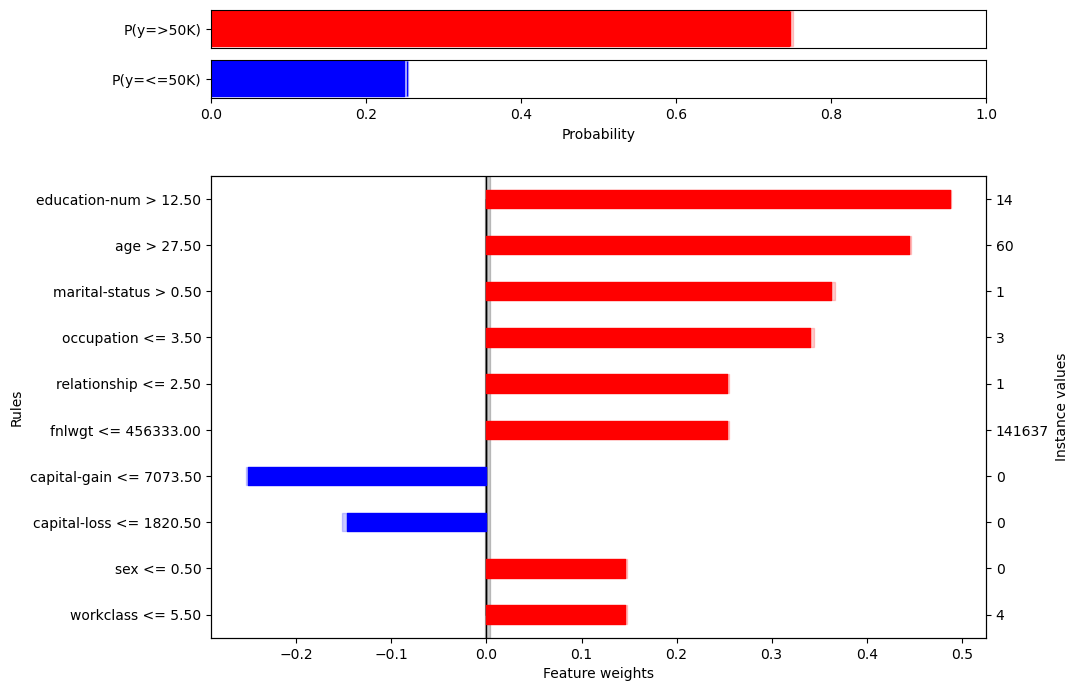 P(y=>50K)
P(y=<=50K)
0.0 0.2 0.4 0.6 0.8 1.0
Probability
education-num > 12.50 14
age > 27.50 60
marital-status > 0.50 1
occupation <= 3.50 3
relationship <= 2.50 1
fnlwgt <= 456333.00 141637
capital-gain <= 7073.50 0
capital-loss <= 1820.50 0
sex <= 0.50 0
workclass <= 5.50 4
Rules
Instance values
−0.2 −0.1 0.0 0.1 0.2 0.3 0.4 0.5
Feature weights